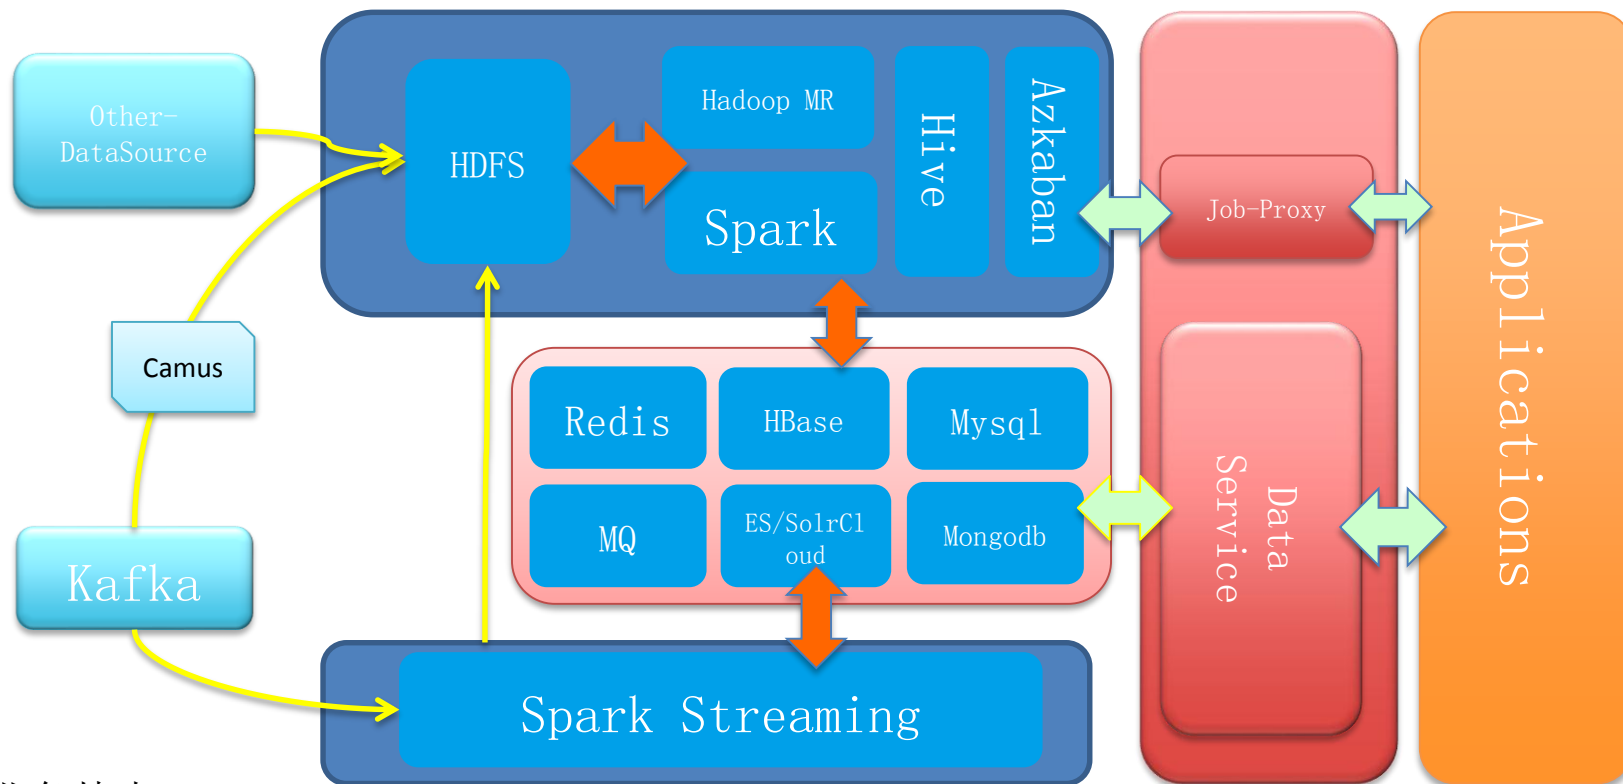 Other-
DataSource
HDFS
Hadoop MR
Spark
Hive
Azkaban
Job-Proxy
Applications
Camus
Redis
HBase
Mysql
MQ
ES/SolrCl
oud
Mongodb
Data
Service
Kafka
Spark Streaming